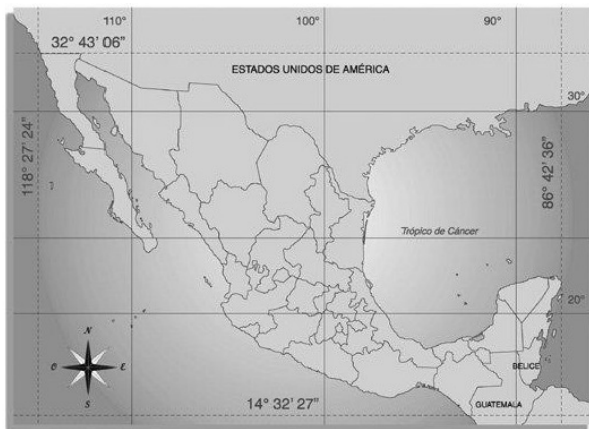 110° 100° 90°
32° 43’ 06”
ESTADOS UNIDOS DE AMÉRICA
30°
118° 27’ 24”
86° 42’ 36”
Trópico de Cáncer
20°
N
O E
S
BELICE
14° 32’ 27”
GUATEMALA